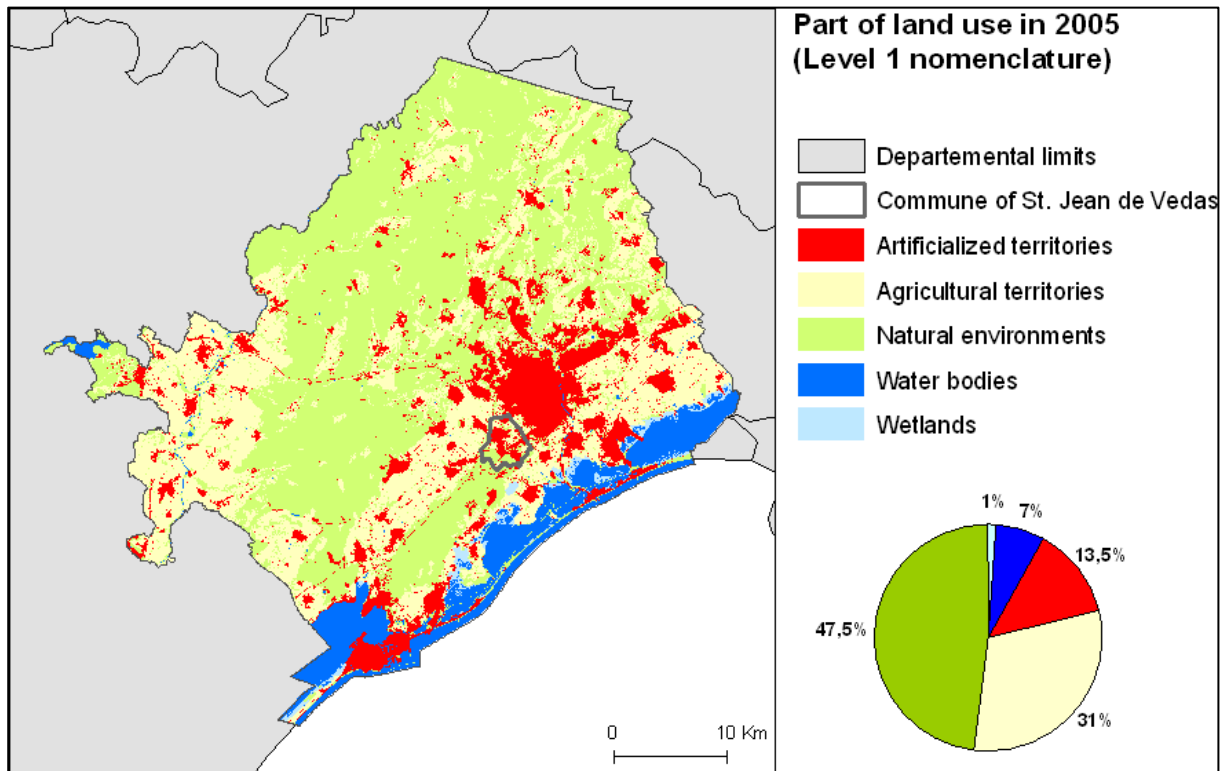 Part of land use in 2005
(Level 1 nomenclature)
Departemental limits
Commune of St. Jean de Vedas
Artificialized territories
Agricultural territories
Natural environments
Water bodies
Wetlands
1%
7%
13,5%
47,5%
31%
0 10 Km